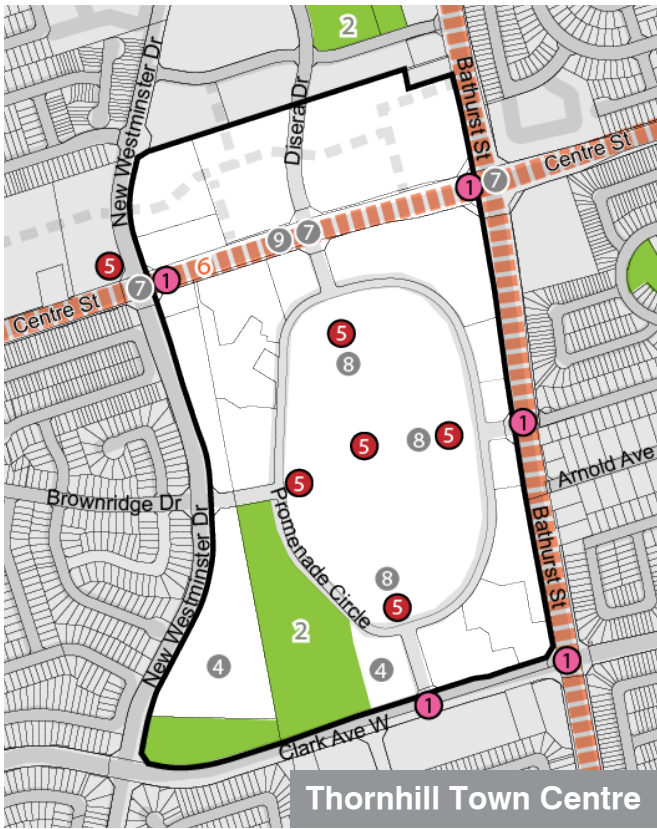 2
Bathurst St
New Westminster Dr
Disera Dr
Centre St
1
7
9
7
5
6
1
7
Centre St
5
8
1
8
5
5
Arnold Ave
5
Brownridge Dr
Promenade Circle
Bathurst St
New Westminster Dr
8
5
2
4
4
1
1
Clark Ave W
Thornhill Town Centre